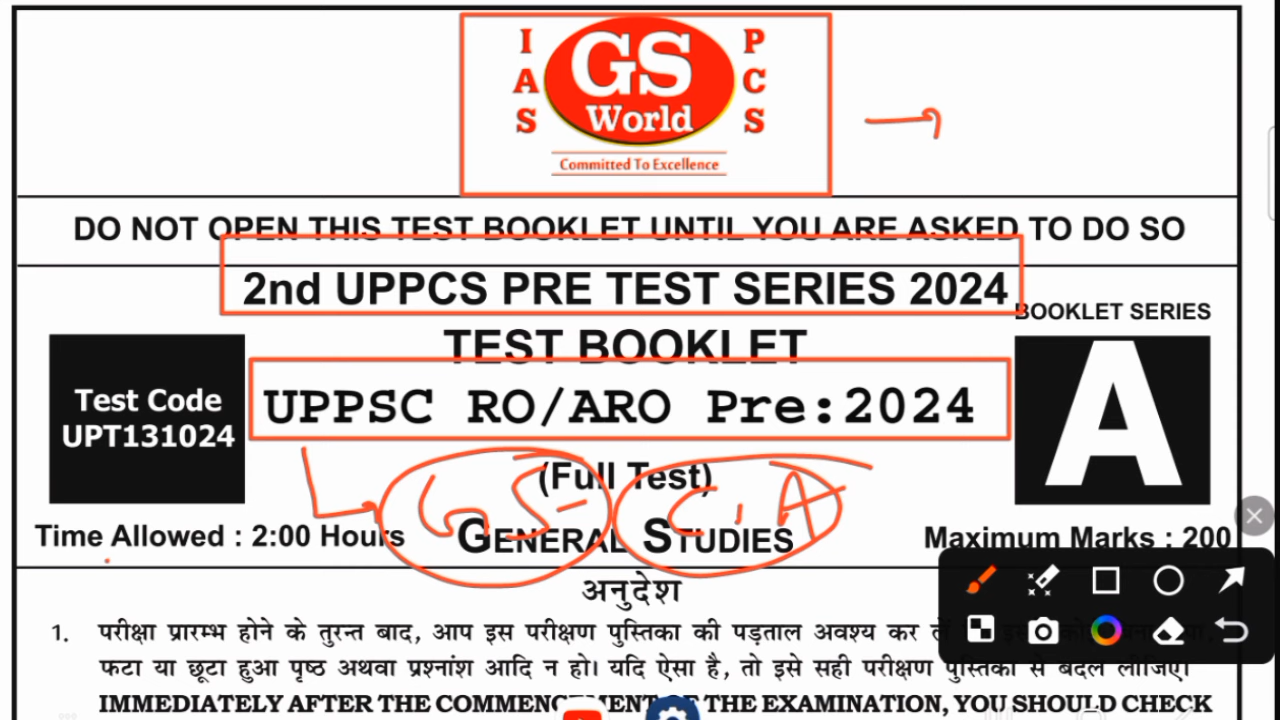 I A S
GS World
P C S
Committed To Excellence
DO NOT OPEN THIS TEST BOOKLET UNTIL YOU ARE ASKED TO DO SO
2nd UPPCS PRE TEST SERIES 2024
BOOKLET SERIES
TEST BOOKLET
A
Test Code
UPT131024
UPPSC RO/ARO Pre:2024
(Full Test)
GS C.A
Time Allowed : 2:00 Hours
GENERAL STUDIES
Maximum Marks : 200
अनुदेश
1. परीक्षा प्रारम्भ होने के तुरन्त बाद, आप इस परीक्षण पुस्तिका की पड़ताल अवश्य कर लें
फटा या छूटा हुआ पृष्ठ अथवा प्रश्नांश आदि न हो। यदि ऐसा है, तो इसे सही परीक्षण पुस्तिका से बदल लीजिए।
IMMEDIATELY AFTER THE COMMENCEMENT OF THE EXAMINATION, YOU SHOULD CHECK